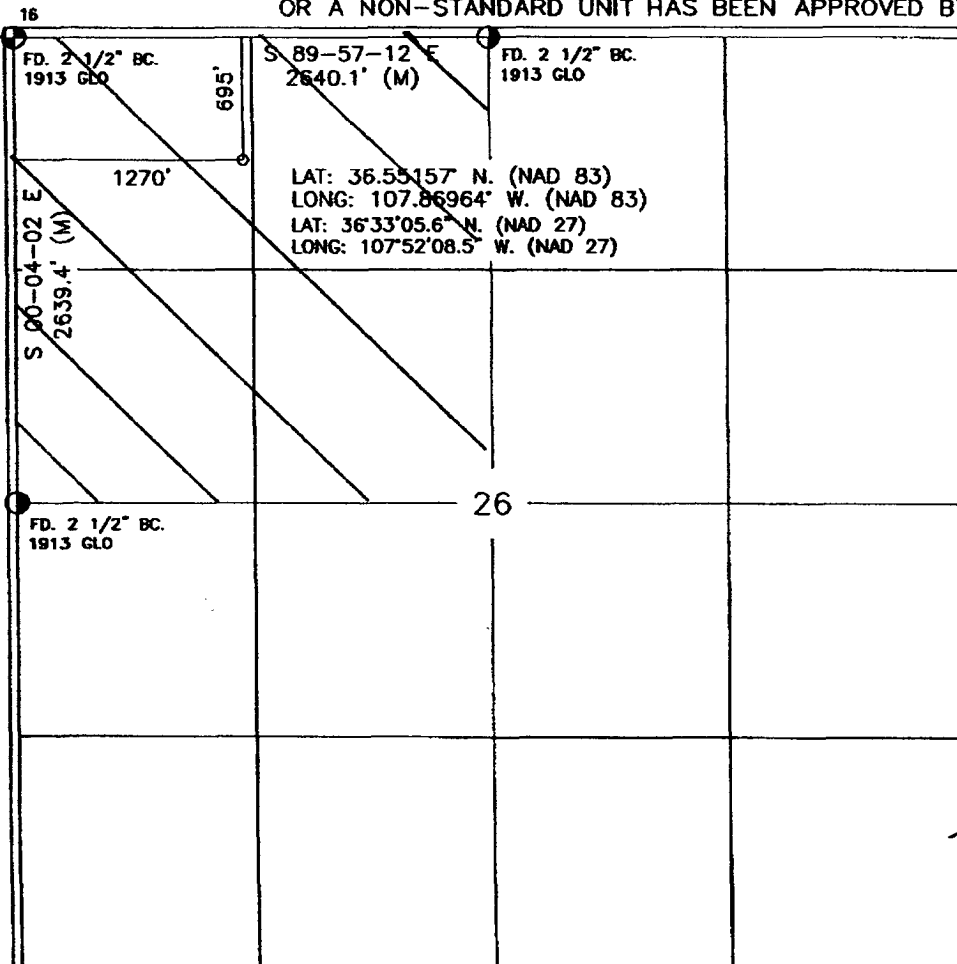 16
OR A NON-STANDARD UNIT HAS BEEN APPROVED BY
FD. 2 1/2" BC.
1913 GLO
695'
S 89-57-12 E
2640.1' (M)
FD. 2 1/2" BC.
1913 GLO
1270'
LAT: 36.55157° N. (NAD 83)
LONG: 107.86964° W. (NAD 83)
LAT: 36°33'05.6" N. (NAD 27)
LONG: 107°52'08.5" W. (NAD 27)
S 00-04-02 E
2639.4' (M)
26
FD. 2 1/2" BC.
1913 GLO